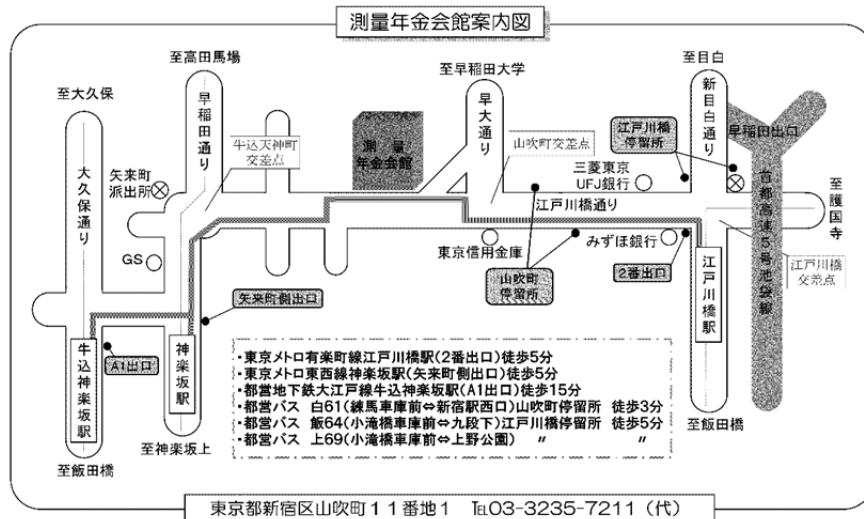 測量年金会館案内図
至高田馬場
至早稲田大学
至目白
至大久保
大久保通り
早稲田通り
早大通り
新目白通り
牛込天神町
交差点
測　量
年金会館
山吹町交差点
江戸川橋
停留所
早稲田出口
矢来町
派出所
三菱東京
UFJ銀行
首都高速5号池袋線
至護国寺
江戸川橋通り
GS
東京信用金庫
みずほ銀行
山吹町
停留所
2番出口
江戸川橋駅
江戸川橋
交差点
矢来町側出口
A1出口
牛込神楽坂駅
神楽坂駅
・東京メトロ有楽町線江戸川橋駅(2番出口)徒歩5分
・東京メトロ東西線神楽坂駅(矢来町側出口)徒歩5分
・都営地下鉄大江戸線牛込神楽坂駅(A1出口)徒歩15分
・都営バス　白61(練馬車庫前⇔新宿駅西口)山吹町停留所　徒歩3分
・都営バス　飯64(小滝橋車庫前⇔九段下)江戸川橋停留所　徒歩5分
・都営バス　上69(小滝橋車庫前⇔上野公園)　〃　〃
至飯田橋
至神楽坂上
至飯田橋
東京都新宿区山吹町11番地1　℡03-3235-7211（代）